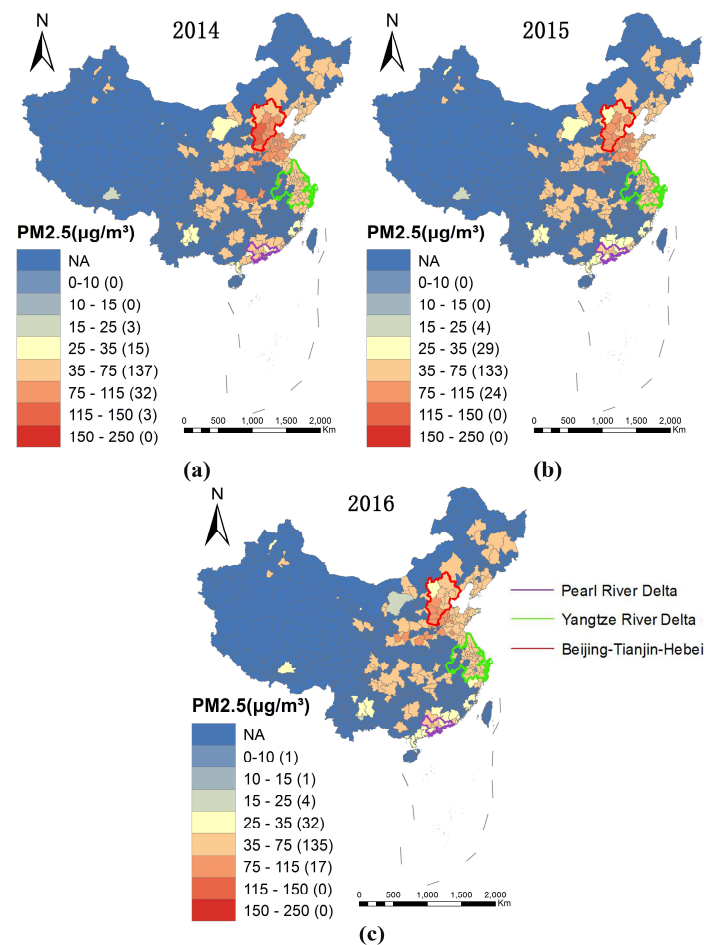 N
2014
PM2.5(μg/m³)
NA
0-10 (0)
10 - 15 (0)
15 - 25 (3)
25 - 35 (15)
35 - 75 (137)
75 - 115 (32)
115 - 150 (3)
150 - 250 (0)
0 500 1,000 1,500 2,000
Km
(a)
N
2015
PM2.5(μg/m³)
NA
0-10 (0)
10 - 15 (0)
15 - 25 (4)
25 - 35 (29)
35 - 75 (133)
75 - 115 (24)
115 - 150 (0)
150 - 250 (0)
0 500 1,000 1,500 2,000
Km
(b)
N
2016
PM2.5(μg/m³)
NA
0-10 (1)
10 - 15 (1)
15 - 25 (4)
25 - 35 (32)
35 - 75 (135)
75 - 115 (17)
115 - 150 (0)
150 - 250 (0)
0 500 1,000 1,500 2,000
Km
(c)
Pearl River Delta
Yangtze River Delta
Beijing-Tianjin-Hebei